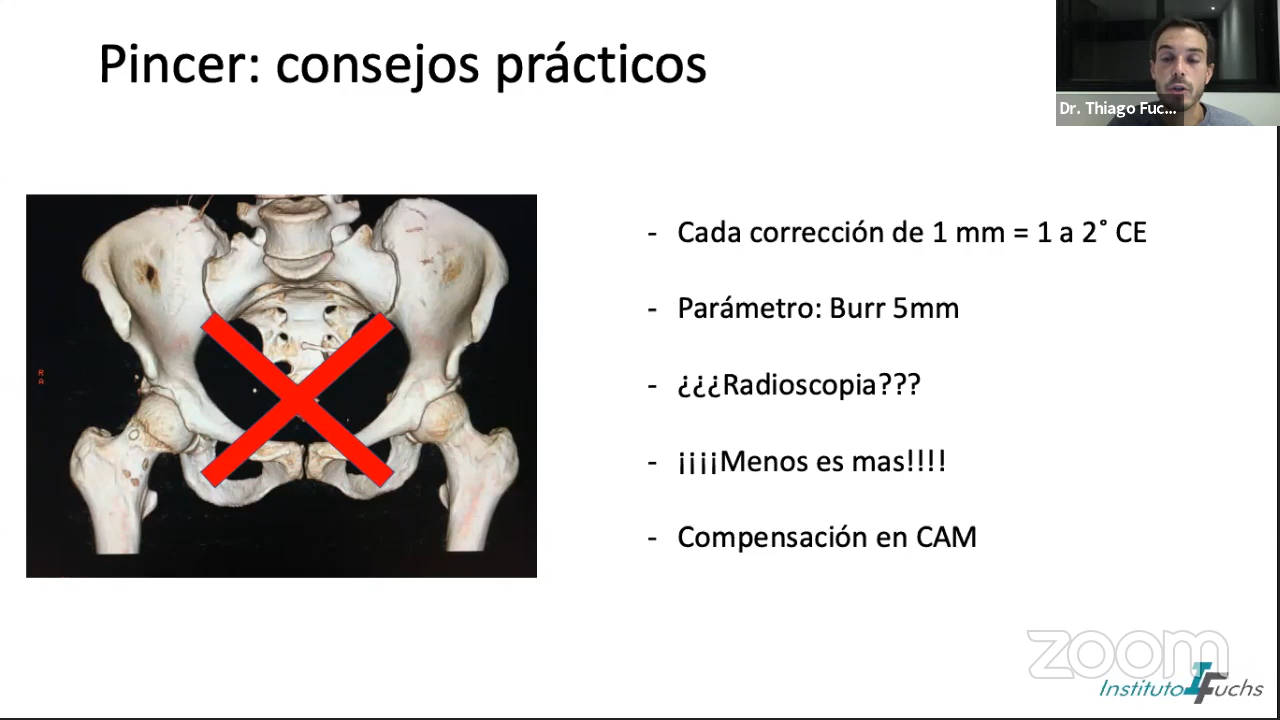 Pincer: consejos prácticos
Dr. Thiago Fuc...
- Cada corrección de 1 mm = 1 a 2˚ CE
- Parámetro: Burr 5mm
- ¿¿¿Radioscopia???
- ¡¡¡¡Menos es mas!!!!
- Compensación en CAM
R
A
zoom
Instituto Fuchs